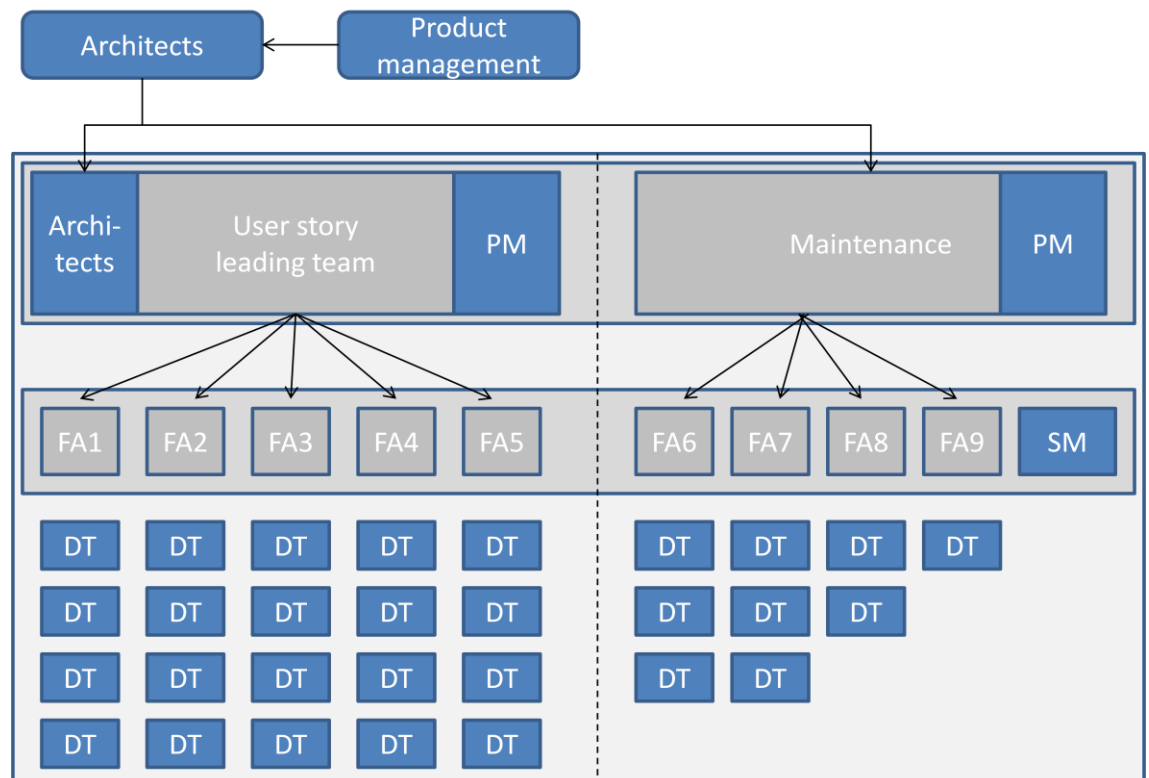 Architects
Product
management
Archi-
tects
User story
leading team
PM
Maintenance
PM
FA1 FA2 FA3 FA4 FA5 FA6 FA7 FA8 FA9 SM
DT DT DT DT DT DT DT DT DT
DT DT DT DT DT DT DT DT
DT DT DT DT DT DT DT
DT DT DT DT DT